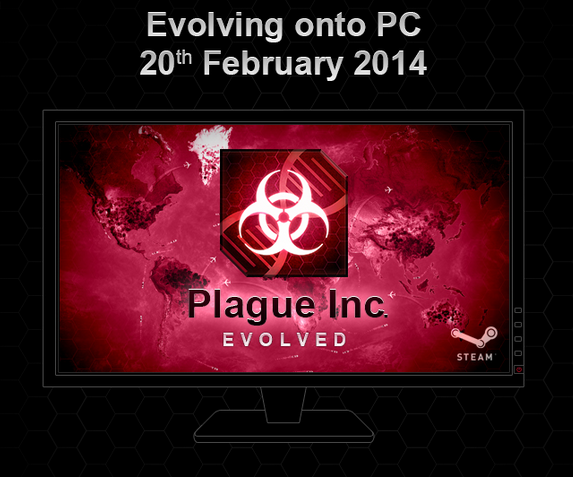 Evolving onto PC
20th February 2014
Plague Inc.
EVOLVED
STEAM